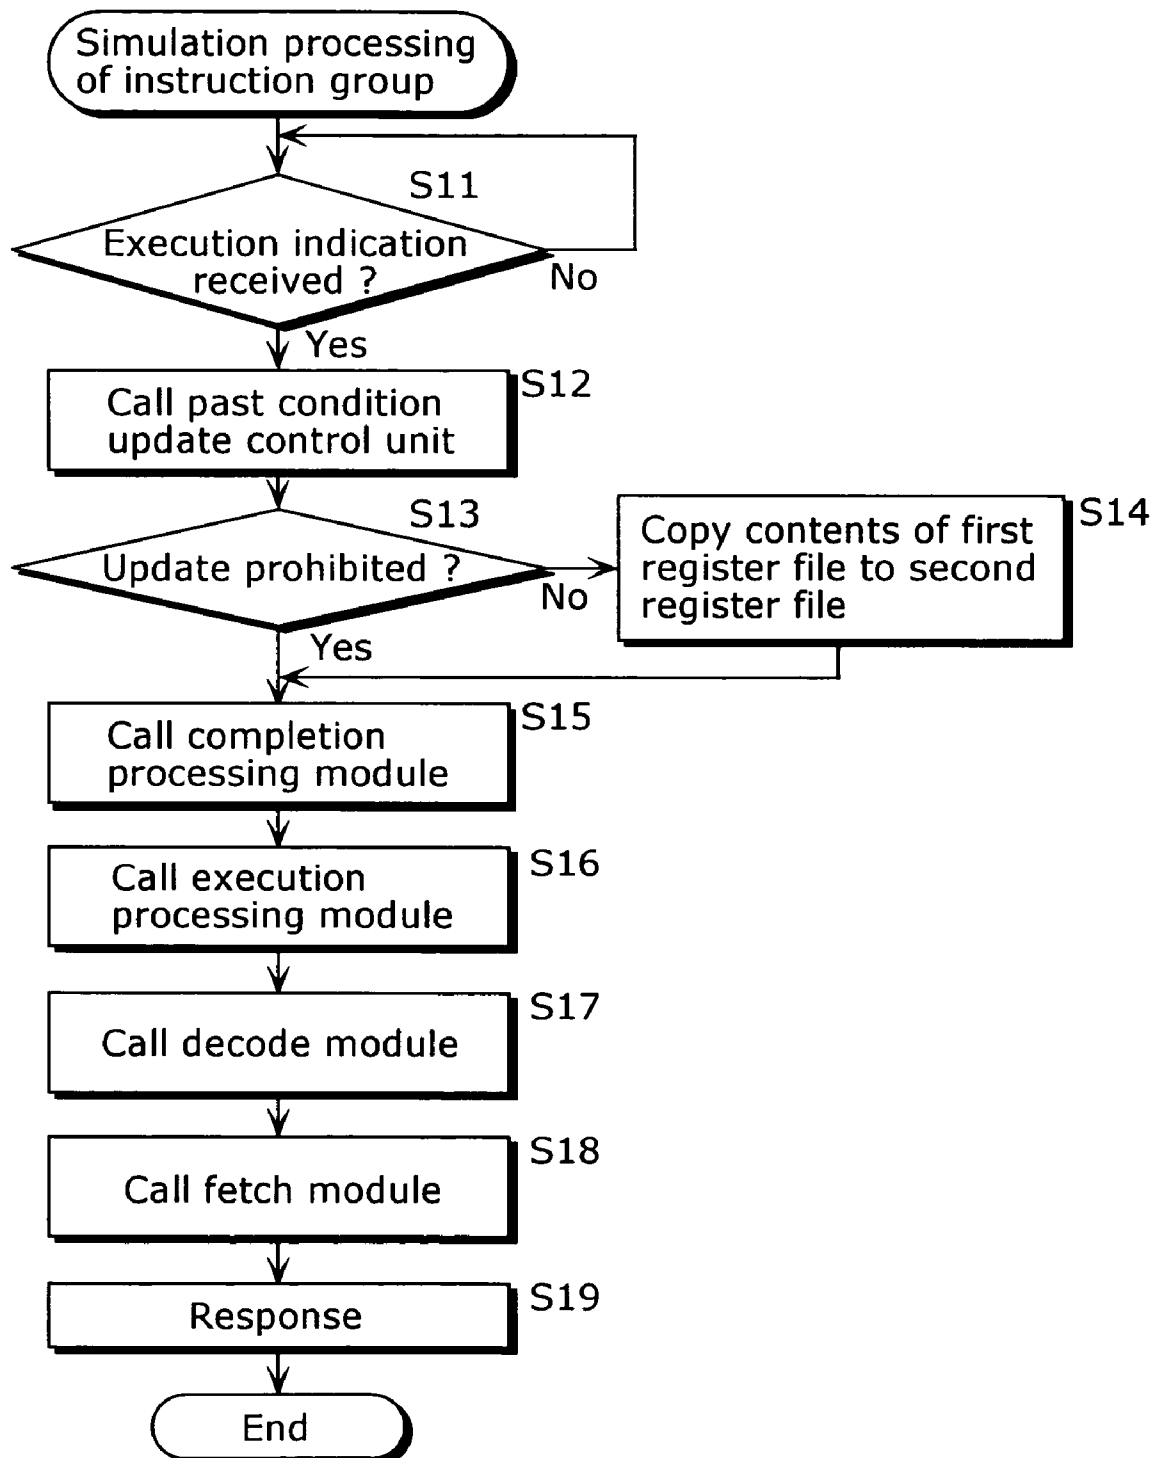 Simulation processing
of instruction group
S11
Execution indication
received ?
No
Yes
S12
Call past condition
update control unit
S13
Update prohibited ?
No
Yes
S14
Copy contents of first
register file to second
register file
S15
Call completion
processing module
S16
Call execution
processing module
S17
Call decode module
S18
Call fetch module
S19
Response
End